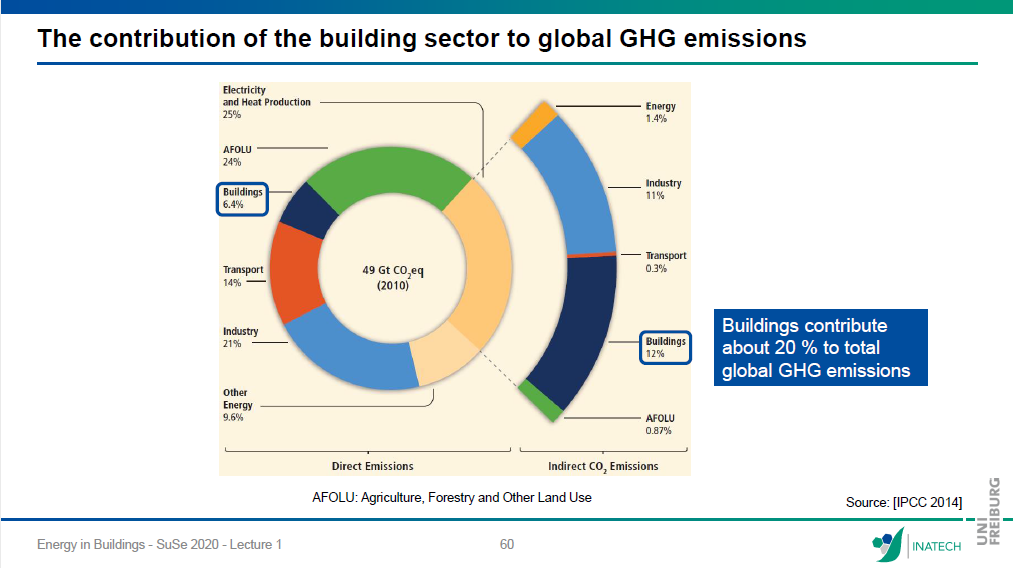 The contribution of the building sector to global GHG emissions
Electricity
and Heat Production
25%
AFOLU
24%
Buildings
6.4%
Transport
14%
Industry
21%
Other
Energy
9.6%
49 Gt CO2eq
(2010)
Energy
1.4%
Industry
11%
Transport
0.3%
Buildings
12%
AFOLU
0.87%
Direct Emissions
Indirect CO2 Emissions
Buildings contribute
about 20 % to total
global GHG emissions
AFOLU: Agriculture, Forestry and Other Land Use
Source: [IPCC 2014]
Energy in Buildings - SuSe 2020 - Lecture 1
60
INATECH
UNI
FREIBURG